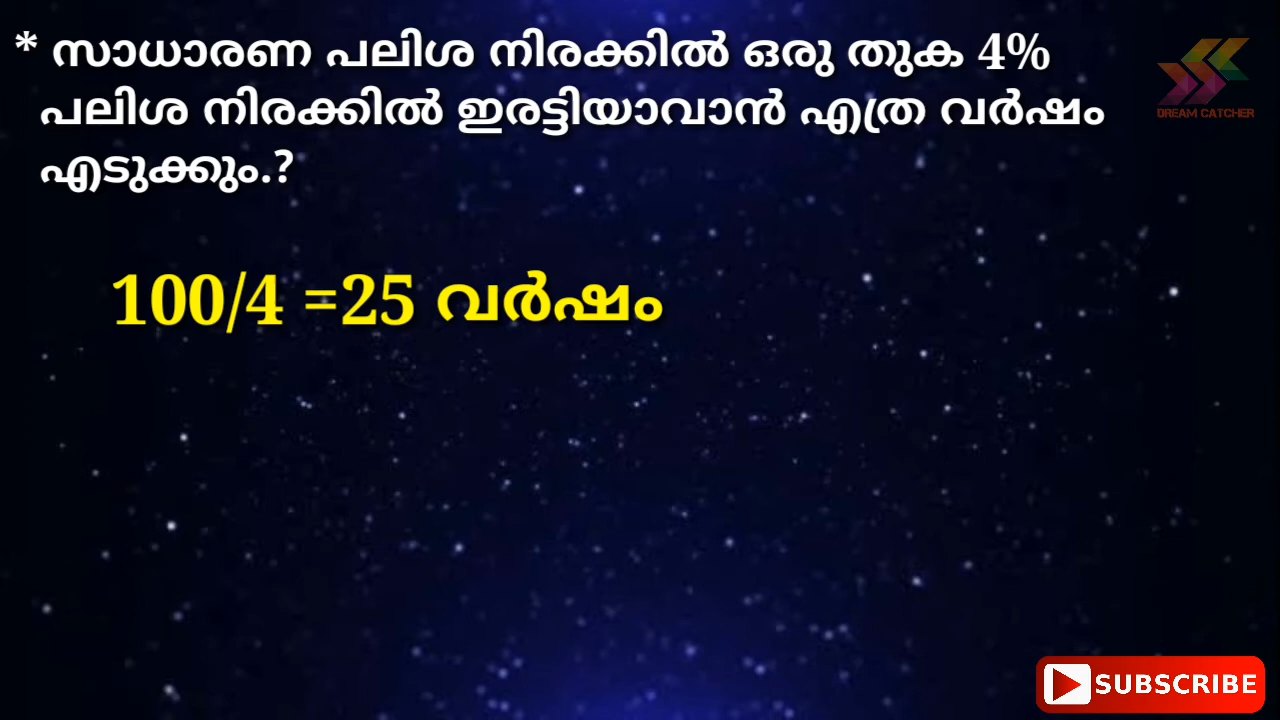 * സാധാരണ പലിശ നിരക്കിൽ ഒരു തുക 4%
പലിശ നിരക്കിൽ ഇരട്ടിയാവാൻ എത്ര വർഷം
എടുക്കും.?
DREAM CATCHER
100/4 =25 വർഷം
SUBSCRIBE